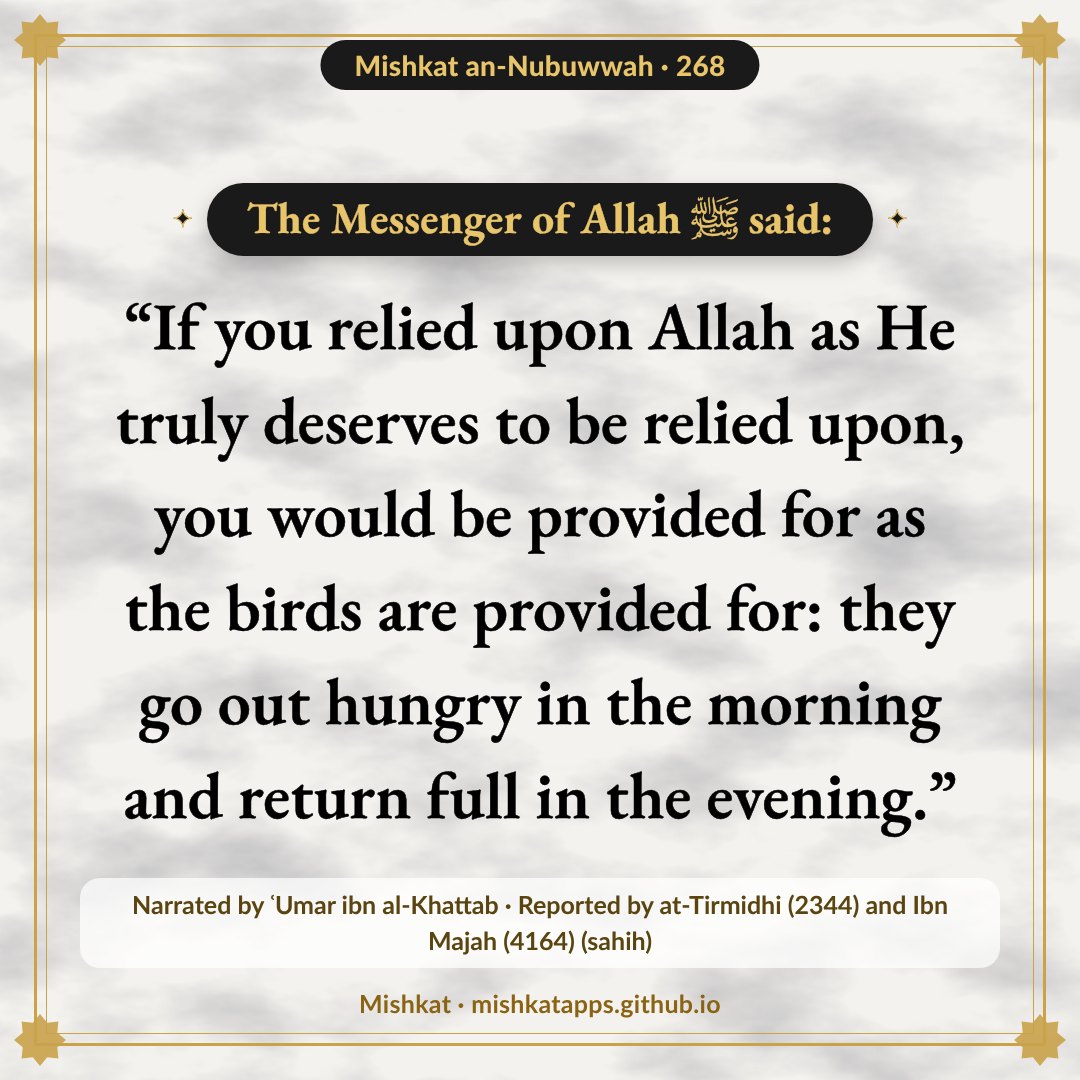 Mishkat an-Nubuwwah · 268
The Messenger of Allah ﷺ said:
“If you relied upon Allah as He
truly deserves to be relied upon,
you would be provided for as
the birds are provided for: they
go out hungry in the morning
and return full in the evening.”
Narrated by ʿUmar ibn al-Khattab · Reported by at-Tirmidhi (2344) and Ibn
Majah (4164) (sahih)
Mishkat · mishkatapps.github.io